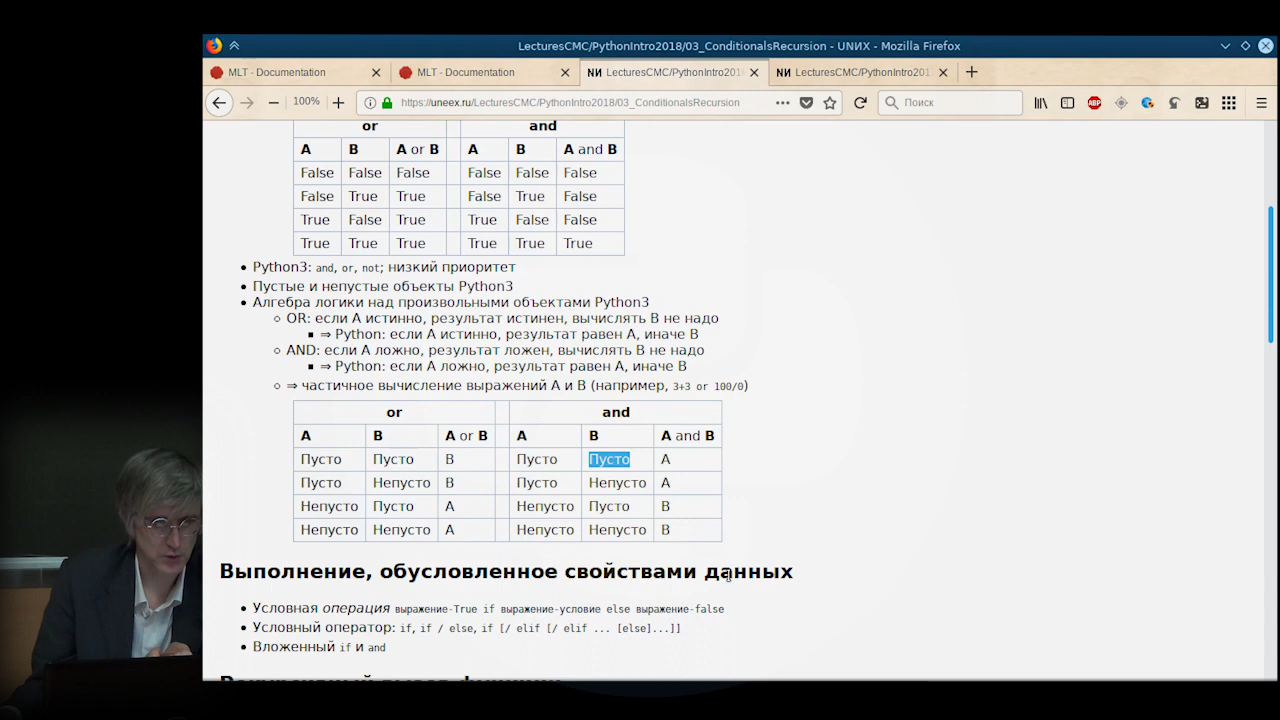 LecturesCMC/PythonIntro2018/03_ConditionalsRecursion - UNИX - Mozilla Firefox
MLT - Documentation
MLT - Documentation
NИ LecturesCMC/PythonIntro2018
NИ LecturesCMC/PythonIntro201
100%
https://uneex.ru/LecturesCMC/PythonIntro2018/03_ConditionalsRecursion
Поиск
ABP
or and
A B A or B A B A and B
False False False False False False
False True True False True False
True False True True False False
True True True True True True
Python3: and, or, not; низкий приоритет
Пустые и непустые объекты Python3
Алгебра логики над произвольными объектами Python3
OR: если A истинно, результат истинен, вычислять B не надо
⇒ Python: если A истинно, результат равен A, иначе B
AND: если A ложно, результат ложен, вычислять B не надо
⇒ Python: если A ложно, результат равен A, иначе B
⇒ частичное вычисление выражений A и B (например, 3+3 or 100/0)
or and
A B A or B A B A and B
Пусто Пусто B Пусто Пусто A
Пусто Непусто B Пусто Непусто A
Непусто Пусто A Непусто Пусто B
Непусто Непусто A Непусто Непусто B
Выполнение, обусловленное свойствами данных
Условная операция выражение-True if выражение-условие else выражение-false
Условный оператор: if, if / else, if [/ elif [/ elif ... [else]...]]
Вложенный if и and